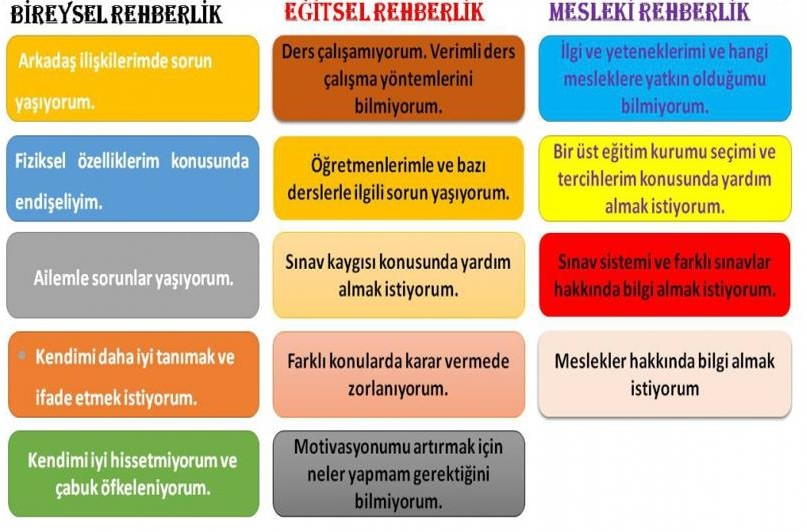 BİREYSEL REHBERLİK
Arkadaş ilişkilerimde sorun
yaşıyorum.
Fiziksel özelliklerim konusunda
endişeliyim.
Ailemle sorunlar yaşıyorum.
• Kendimi daha iyi tanımak ve
ifade etmek istiyorum.
Kendimi iyi hissetmiyorum ve
çabuk öfkeleniyorum.
EĞİTSEL REHBERLİK
Ders çalışamıyorum. Verimli ders
çalışma yöntemlerini
bilmiyorum.
Öğretmenlerimle ve bazı
derslerle ilgili sorun yaşıyorum.
Sınav kaygısı konusunda yardım
almak istiyorum.
Farklı konularda karar vermede
zorlanıyorum.
Motivasyonumu artırmak için
neler yapmam gerektiğini
bilmiyorum.
MESLEKİ REHBERLİK
İlgi ve yeteneklerimi ve hangi
mesleklere yatkın olduğumu
bilmiyorum.
Bir üst eğitim kurumu seçimi ve
tercihlerim konusunda yardım
almak istiyorum.
Sınav sistemi ve farklı sınavlar
hakkında bilgi almak istiyorum.
Meslekler hakkında bilgi almak
istiyorum